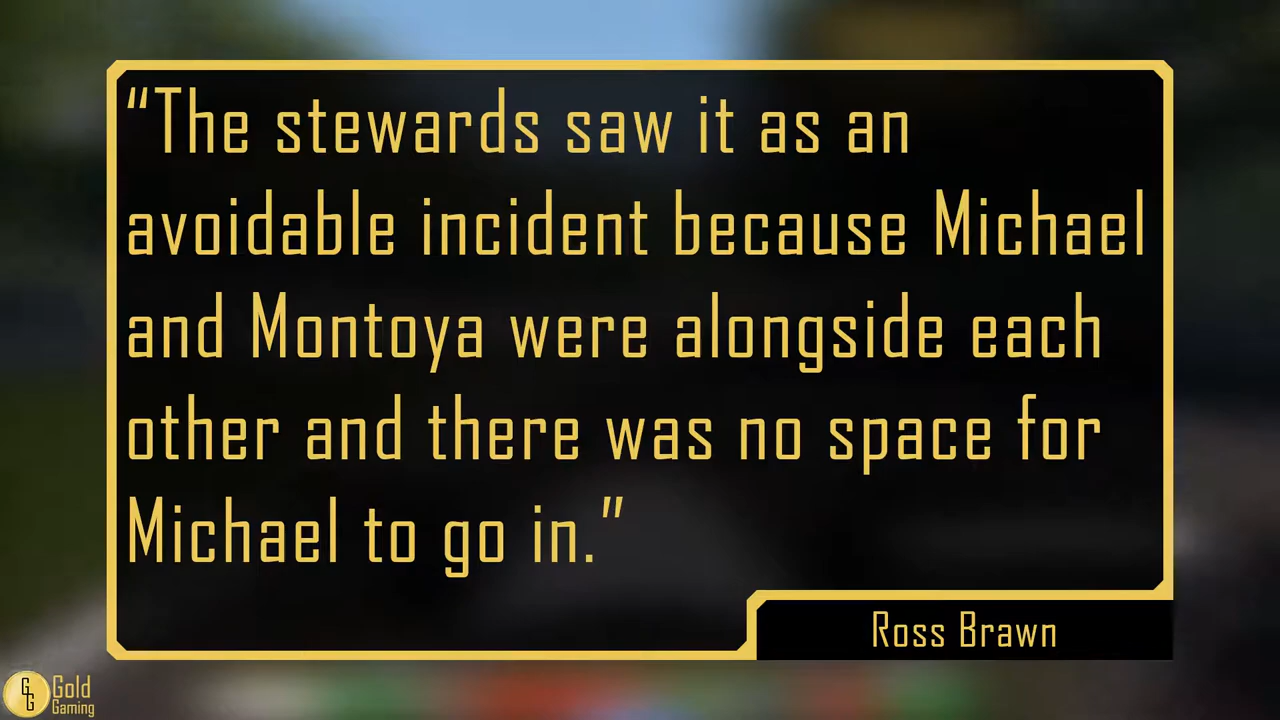 “The stewards saw it as an
avoidable incident because Michael
and Montoya were alongside each
other and there was no space for
Michael to go in.”
Ross Brawn
GG
Gold
Gaming